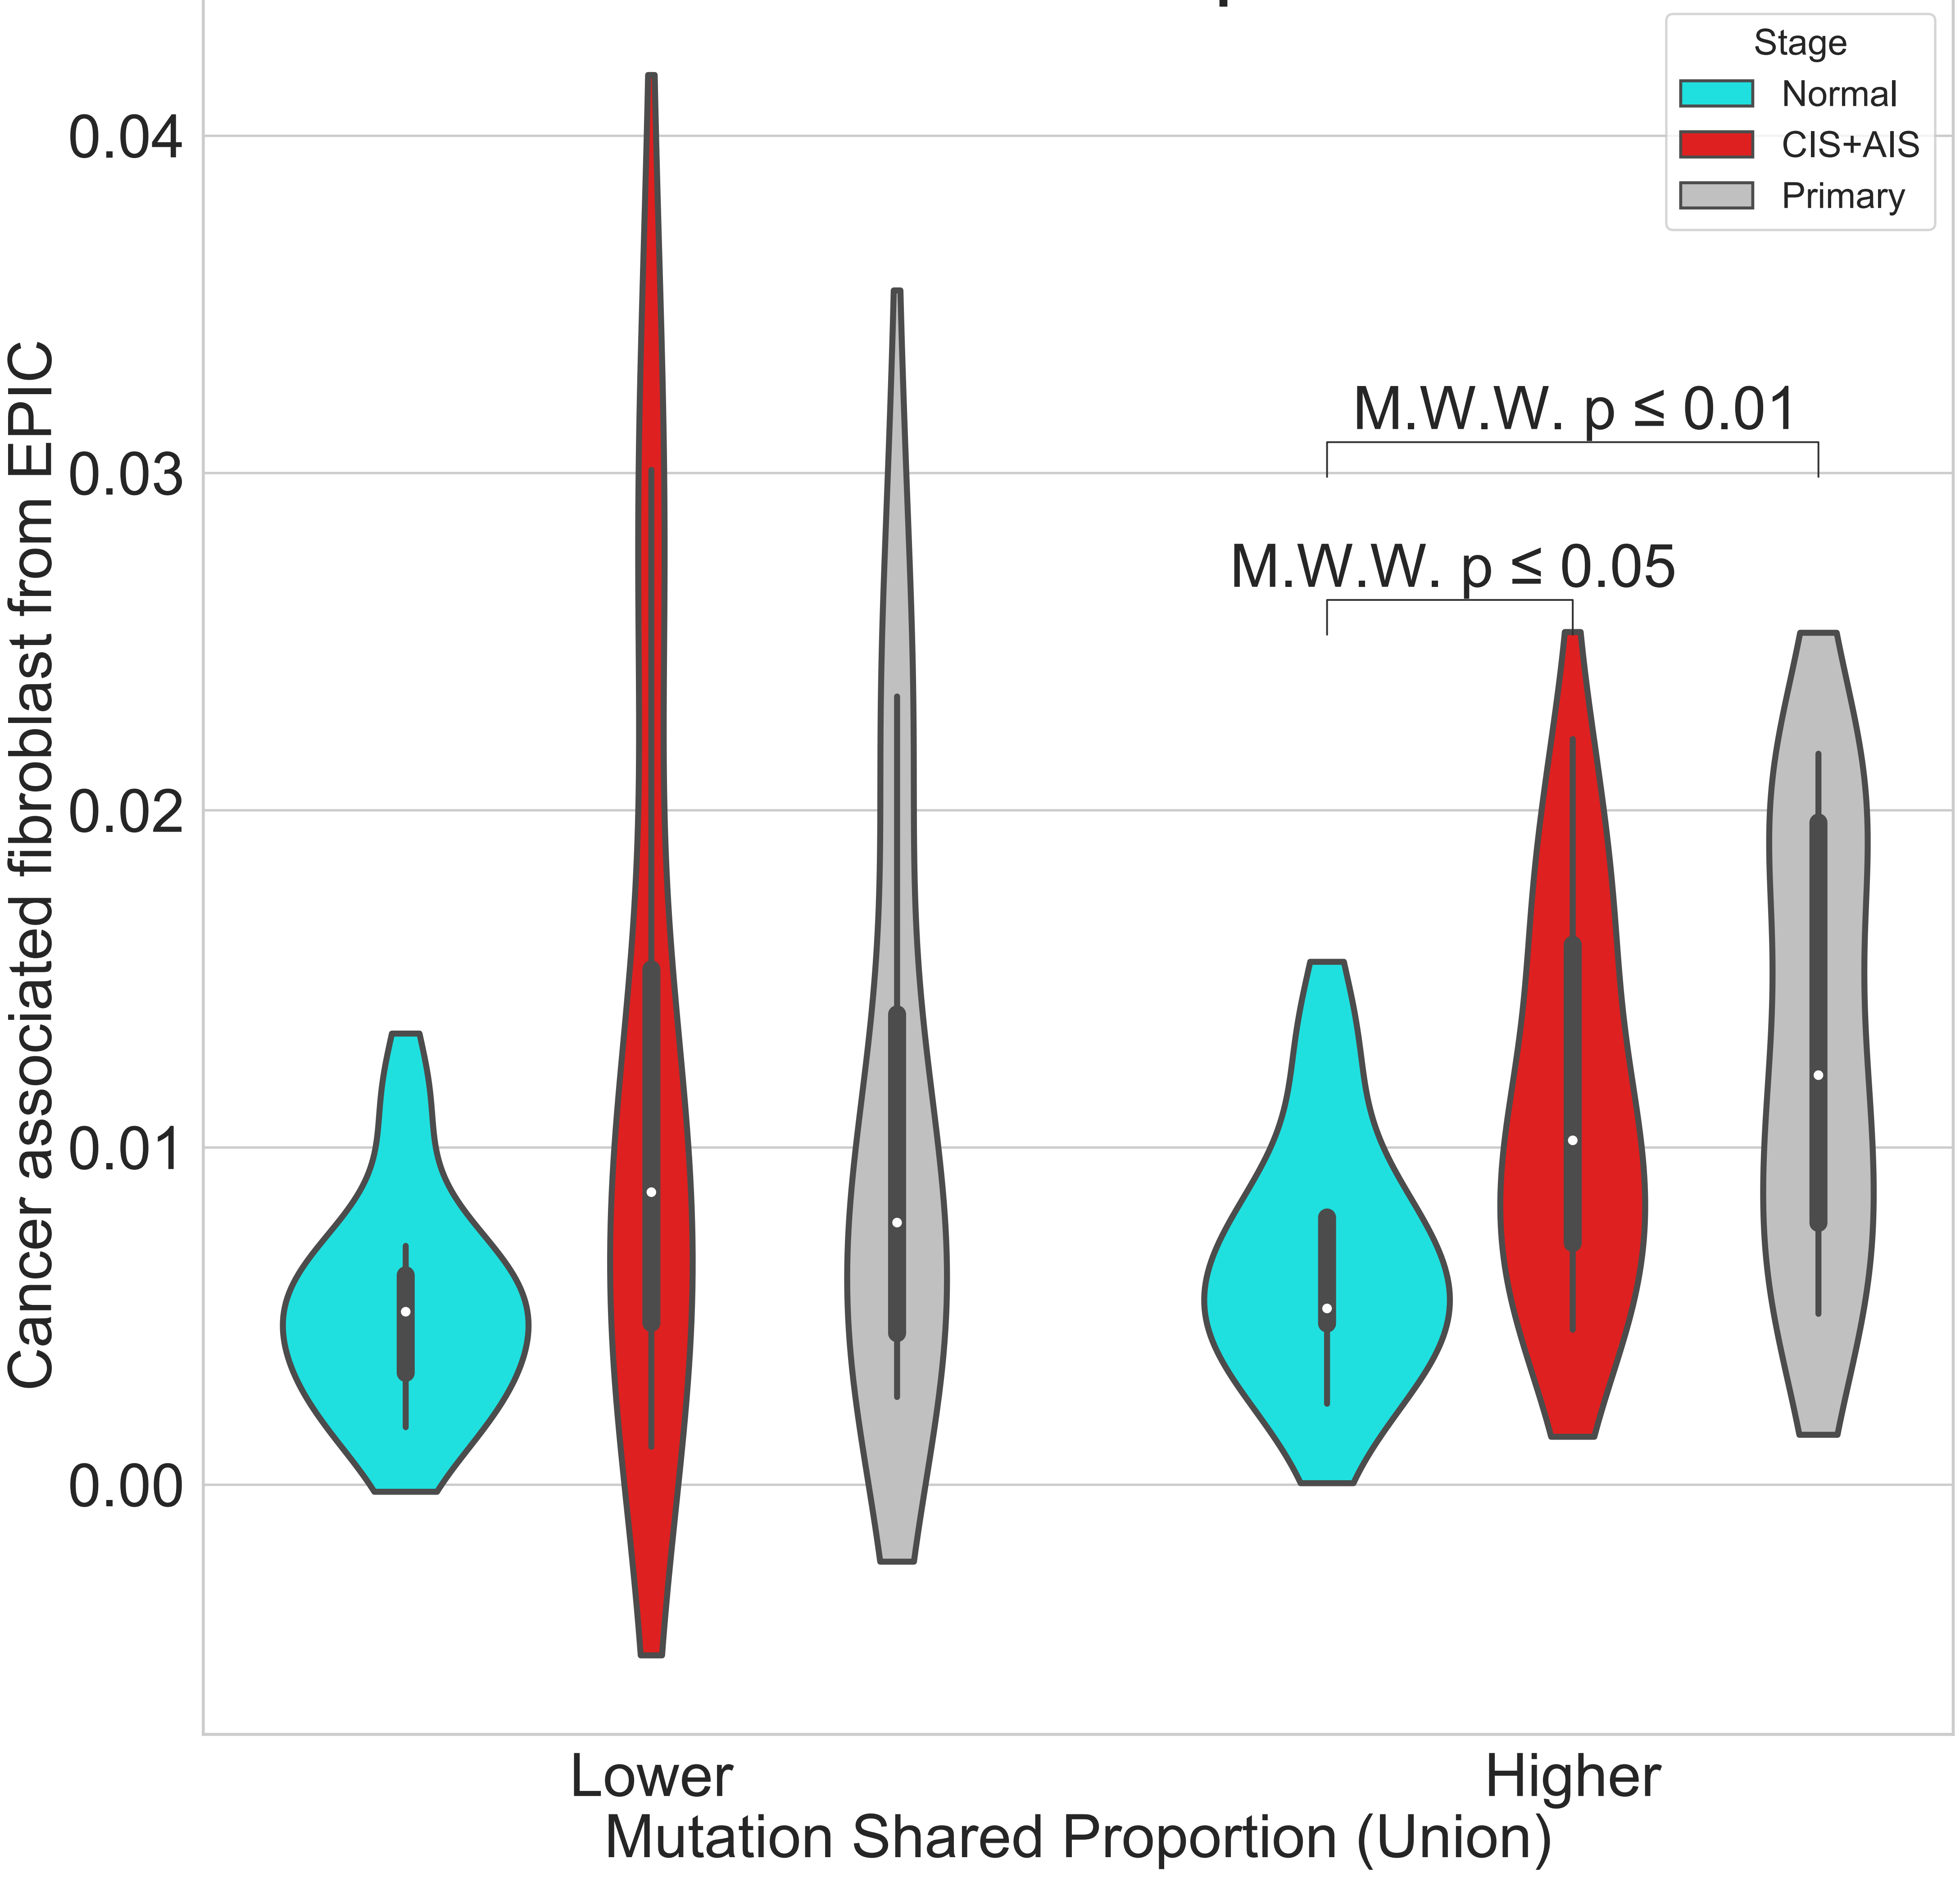 Stage
Normal
CIS+AIS
Primary
0.04
0.03
0.02
0.01
0.00
Cancer associated fibroblast from EPIC
M.W.W. p ≤ 0.01
M.W.W. p ≤ 0.05
Lower
Higher
Mutation Shared Proportion (Union)